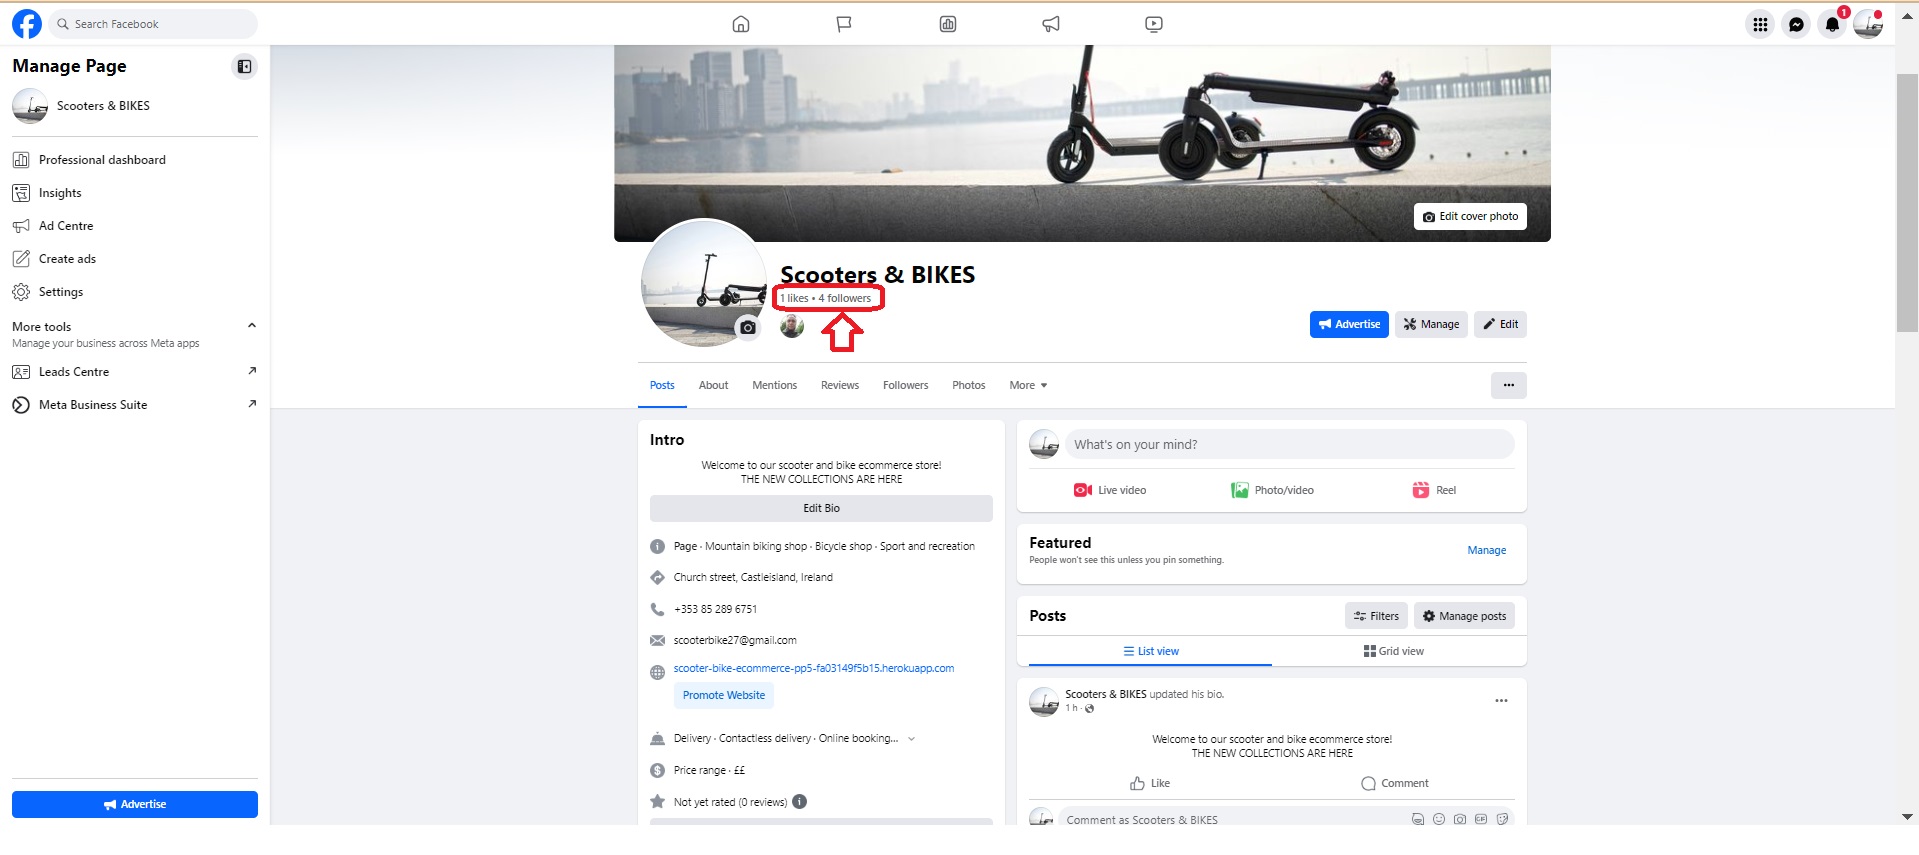 Search Facebook
1
Manage Page
Scooters & BIKES
Professional dashboard
Insights
Ad Centre
Create ads
Settings
More tools
Manage your business across Meta apps
Leads Centre
Meta Business Suite
Advertise
Edit cover photo
Scooters & BIKES
1 likes • 4 followers
Advertise
Manage
Edit
Posts
About
Mentions
Reviews
Followers
Photos
More
Intro
Welcome to our scooter and bike ecommerce store!
THE NEW COLLECTIONS ARE HERE
Edit Bio
Page · Mountain biking shop · Bicycle shop · Sport and recreation
Church street, Castleisland, Ireland
+353 85 289 6751
scooterbike27@gmail.com
scooter-bike-ecommerce-pp5-fa03149f5b15.herokuapp.com
Promote Website
Delivery · Contactless delivery · Online booking...
Price range · ££
Not yet rated (0 reviews)
What's on your mind?
Live video
Photo/video
Reel
Featured
People won't see this unless you pin something.
Manage
Posts
Filters
Manage posts
List view
Grid view
Scooters & BIKES updated his bio.
1 h ·
Welcome to our scooter and bike ecommerce store!
THE NEW COLLECTIONS ARE HERE
Like
Comment
Comment as Scooters & BIKES
GIF